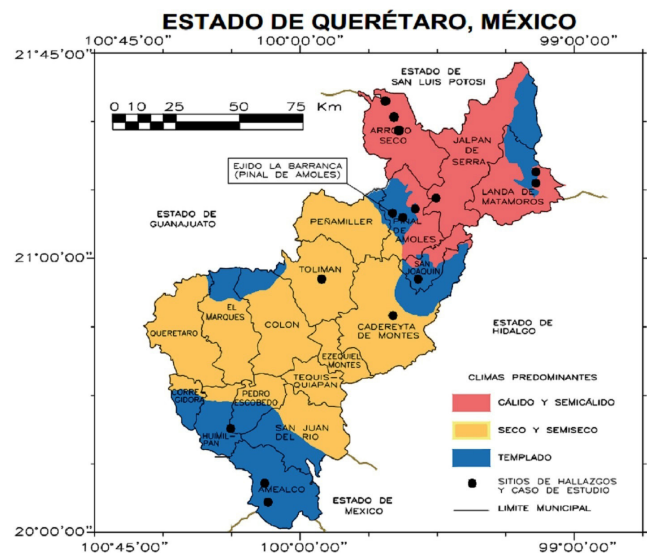 ESTADO DE QUERÉTARO, MÉXICO
100°45'00"
100°00'00"
99°00'00"
21°45'00"
ESTADO DE
SAN LUIS POTOSI
0 10 25 50 75 Km
ARROYO
SECO
JALPAN
DE
SERRA
EJIDO LA BARRANCA
(PINAL DE AMOLES)
LANDA DE
MATAMOROS
ESTADO DE
GUANAJUATO
PEÑAMILLER
PINAL
DE
AMOLES
21°00'00"
SAN
JOAQUIN
TOLIMAN
EL
MARQUES
QUERETARO
COLON
CADEREYTA
DE MONTES
ESTADO DE
HIDALGO
EZEQUIEL
MONTES
TEQUIS-
QUIAPAN
CORRE-
GIDORA
PEDRO
ESCOBEDO
HUIMIL-
PAN
SAN JUAN
DEL RIO
AMEALCO
ESTADO DE
MEXICO
CLIMAS PREDOMINANTES
CÁLIDO Y SEMICÁLIDO
SECO Y SEMISECO
TEMPLADO
SITIOS DE HALLAZGOS
Y CASO DE ESTUDIO
LIMITE MUNICIPAL
20°00'00"
100°45'00"
100°00'00"
99°00'00"